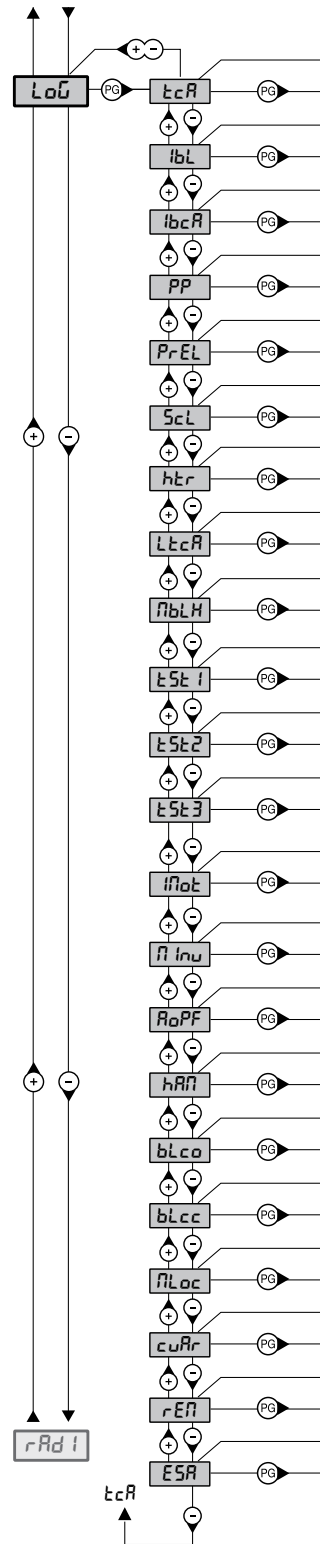 + -
LoG PG tcA PG
+ -
IbL PG
+ -
IbcA PG
+ -
PP PG
+ -
PrEL PG
+ -
ScL PG
+ - + -
htr PG
+ -
LtcA PG
+ -
MbLH PG
+ -
tSt1 PG
+ -
tSt2 PG
+ -
tSt3 PG
+ -
IMot PG
+ -
MInv PG
+ -
AoPF PG
+ - + -
hAM PG
+ -
bLco PG
+ -
bLcc PG
+ -
MLoc PG
+ -
cuAr PG
+ -
rEM PG
rAd1 + -
ESA PG
tcA
-